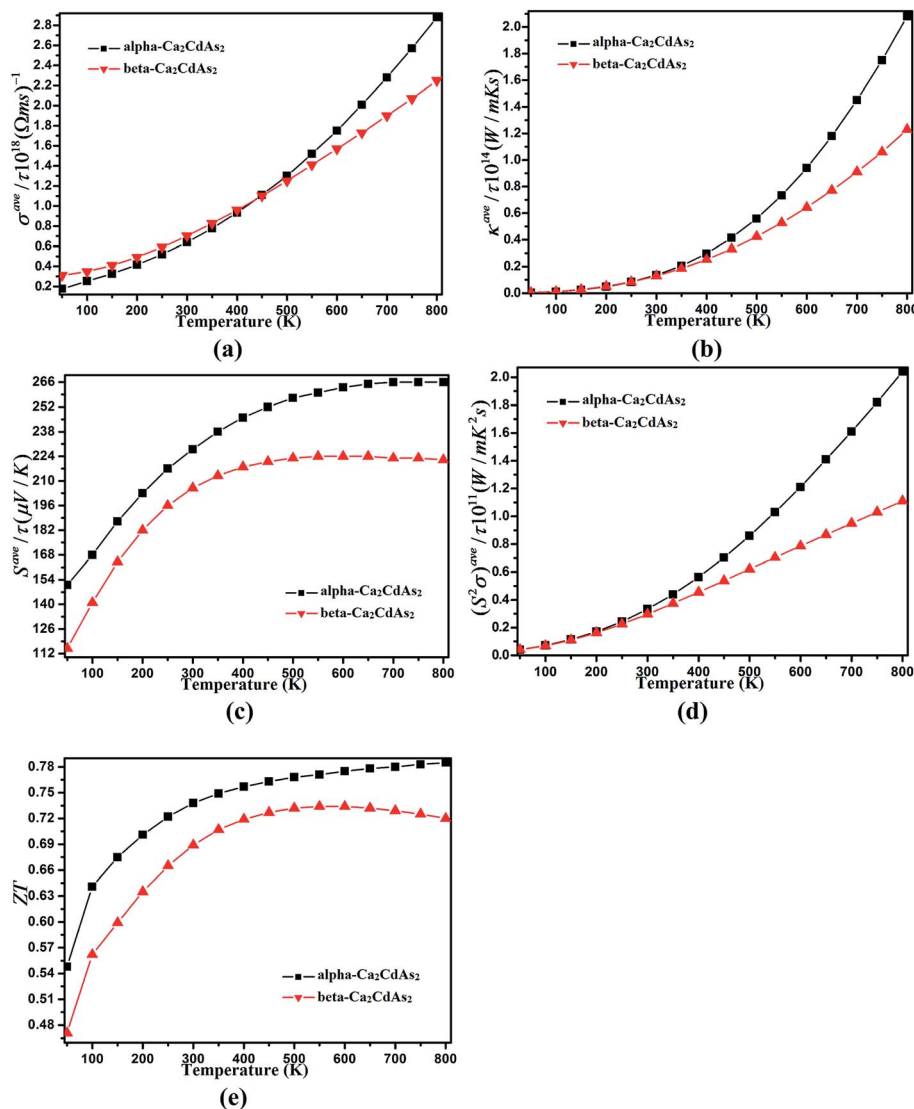 2.8
2.6
2.4
2.2
2.0
1.8
1.6
1.4
1.2
1.0
0.8
0.6
0.4
0.2
σ^ave/τ10^18(Ωms)^−1
alpha-Ca₂CdAs₂
beta-Ca₂CdAs₂
100 200 300 400 500 600 700 800
Temperature (K)
(a)
2.0
1.8
1.6
1.4
1.2
1.0
0.8
0.6
0.4
0.2
0.0
κ^ave/τ10^14(W/mKs)
alpha-Ca₂CdAs₂
beta-Ca₂CdAs₂
100 200 300 400 500 600 700 800
Temperature (K)
(b)
266
252
238
224
210
196
182
168
154
140
126
112
S^ave/τ(μV/K)
alpha-Ca₂CdAs₂
beta-Ca₂CdAs₂
100 200 300 400 500 600 700 800
Temperature (K)
(c)
2.0
1.8
1.6
1.4
1.2
1.0
0.8
0.6
0.4
0.2
0.0
(S²σ)^ave/τ10^11(W/mK²s)
alpha-Ca₂CdAs₂
beta-Ca₂CdAs₂
100 200 300 400 500 600 700 800
Temperature (K)
(d)
0.78
0.75
0.72
0.69
0.66
0.63
0.60
0.57
0.54
0.51
0.48
ZT
alpha-Ca₂CdAs₂
beta-Ca₂CdAs₂
100 200 300 400 500 600 700 800
Temperature (K)
(e)